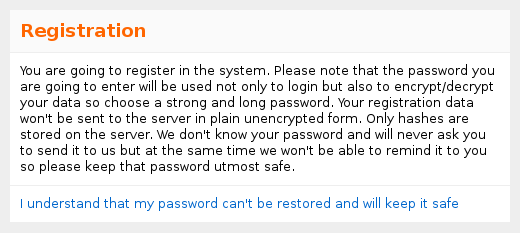 Registration
You are going to register in the system. Please note that the password you
are going to enter will be used not only to login but also to encrypt/decrypt
your data so choose a strong and long password. Your registration data
won't be sent to the server in plain unencrypted form. Only hashes are
stored on the server. We don't know your password and will never ask you
to send it to us but at the same time we won't be able to remind it to you
so please keep that password utmost safe.
I understand that my password can't be restored and will keep it safe